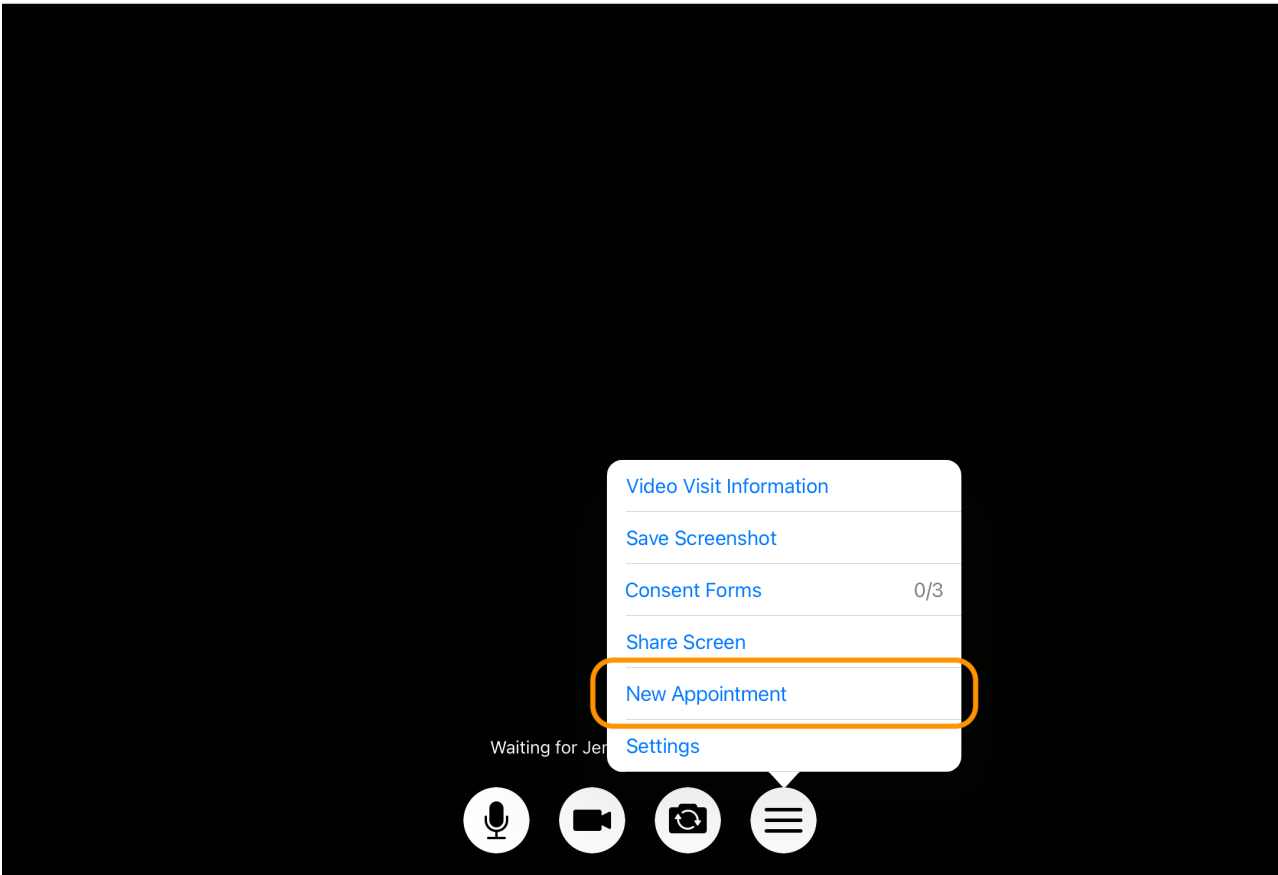 Video Visit Information
Save Screenshot
Consent Forms 0/3
Share Screen
New Appointment
Settings
Waiting for Jer